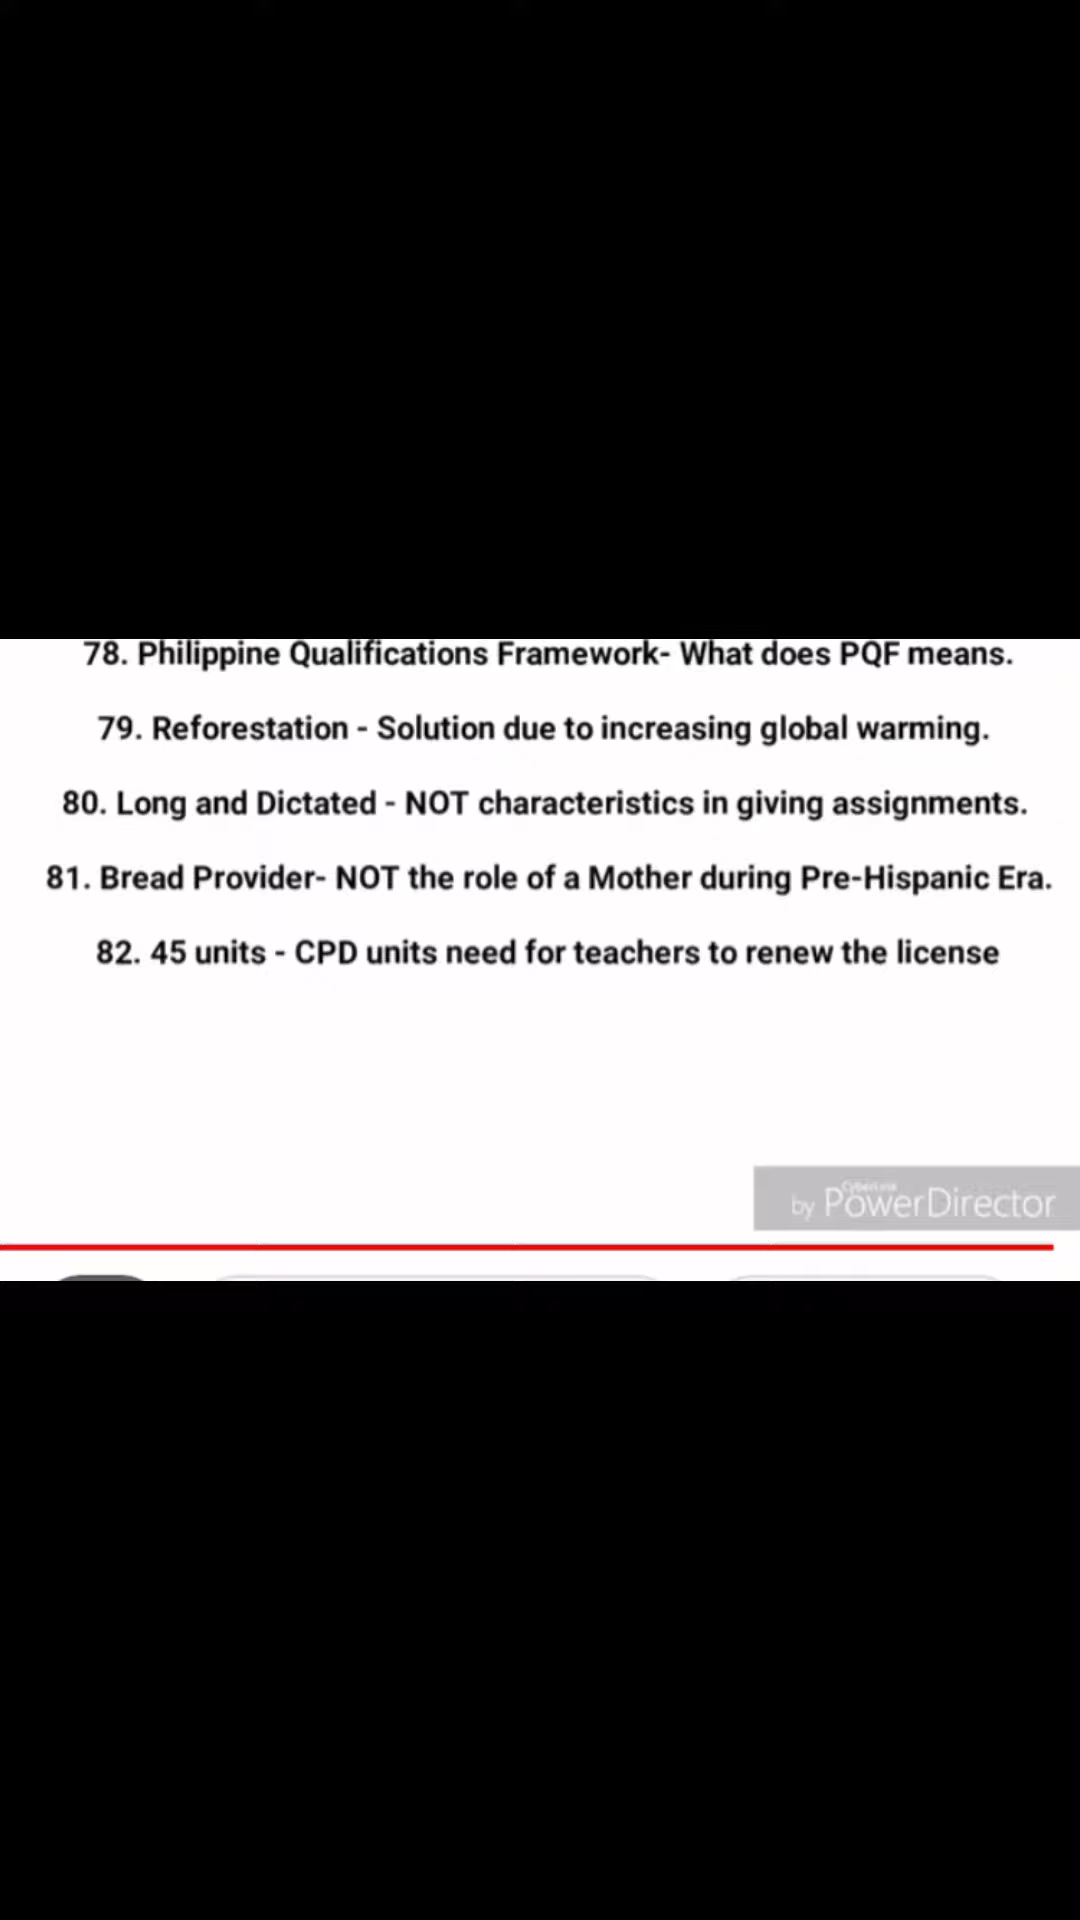 78. Philippine Qualifications Framework- What does PQF means.
79. Reforestation - Solution due to increasing global warming.
80. Long and Dictated - NOT characteristics in giving assignments.
81. Bread Provider- NOT the role of a Mother during Pre-Hispanic Era.
82. 45 units - CPD units need for teachers to renew the license
CyberLink
by PowerDirector